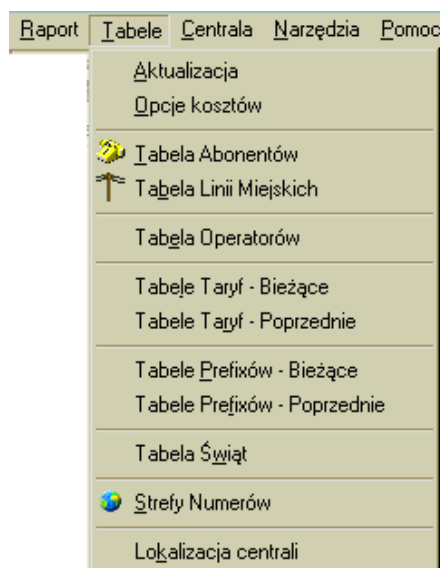 Raport Tabele Centrala Narzędzia Pomoc
Aktualizacja
Opcje kosztów
Tabela Abonentów
Tabela Linii Miejskich
Tabela Operatorów
Tabele Taryf - Bieżące
Tabele Taryf - Poprzednie
Tabele Prefixów - Bieżące
Tabele Prefixów - Poprzednie
Tabela Świąt
Strefy Numerów
Lokalizacja centrali